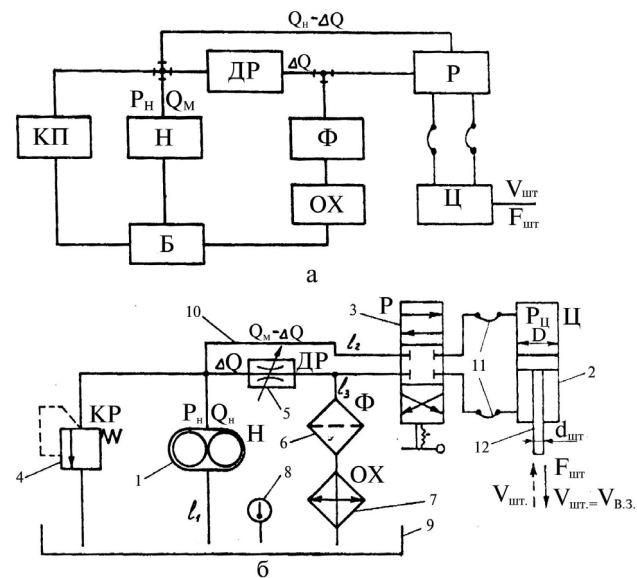 Qн–ΔQ
ДР
ΔQ
Р
Pн Qм
КП
Н
Ф
ОХ
Ц
Vшт
Fшт
Б
а
10
Qм–ΔQ
3
Р
Pц
Ц
D
ℓ2
ΔQ
ДР
ℓ3
11
2
КР
Pн Qн
Н
5
Ф
6
12
dшт
4
1
8
ОХ
7
Fшт
ℓ1
9
Vшт.
Vшт.=Vв.з.
б